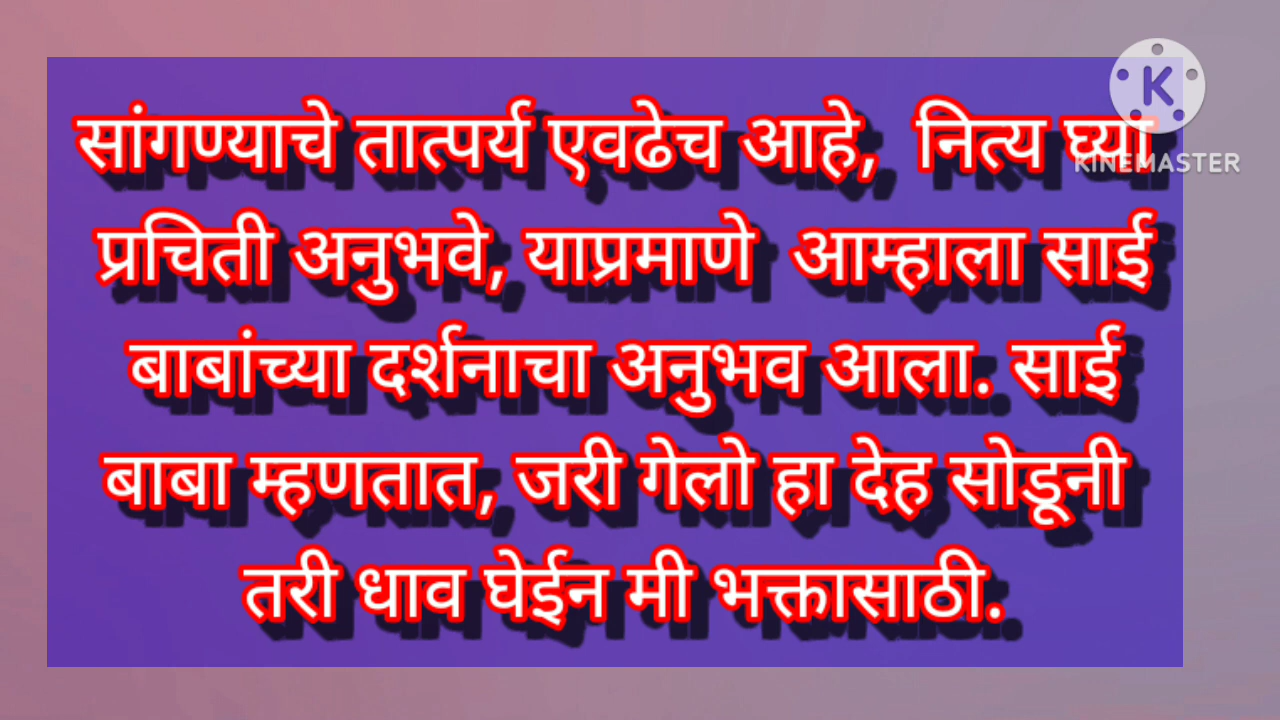 सांगण्याचे तात्पर्य एवढेच आहे, नित्य घ्या
प्रचिती अनुभवे, याप्रमाणे आम्हाला साई
बाबांच्या दर्शनाचा अनुभव आला. साई
बाबा म्हणतात, जरी गेलो हा देह सोडूनी
तरी धाव घेईन मी भक्तासाठी.
K
KINEMASTER